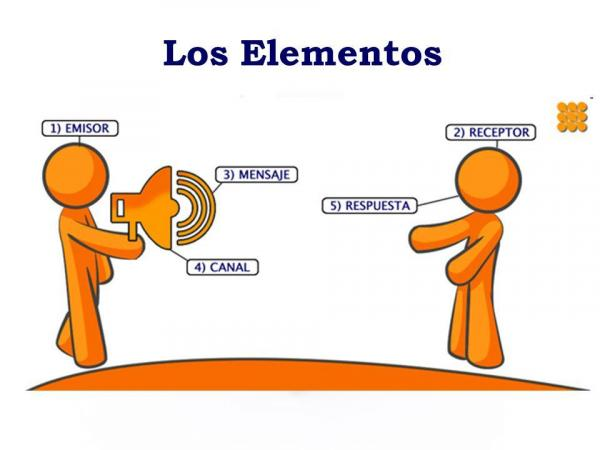 Los Elementos
1) EMISOR
2) RECEPTOR
3) MENSAJE
5) RESPUESTA
4) CANAL